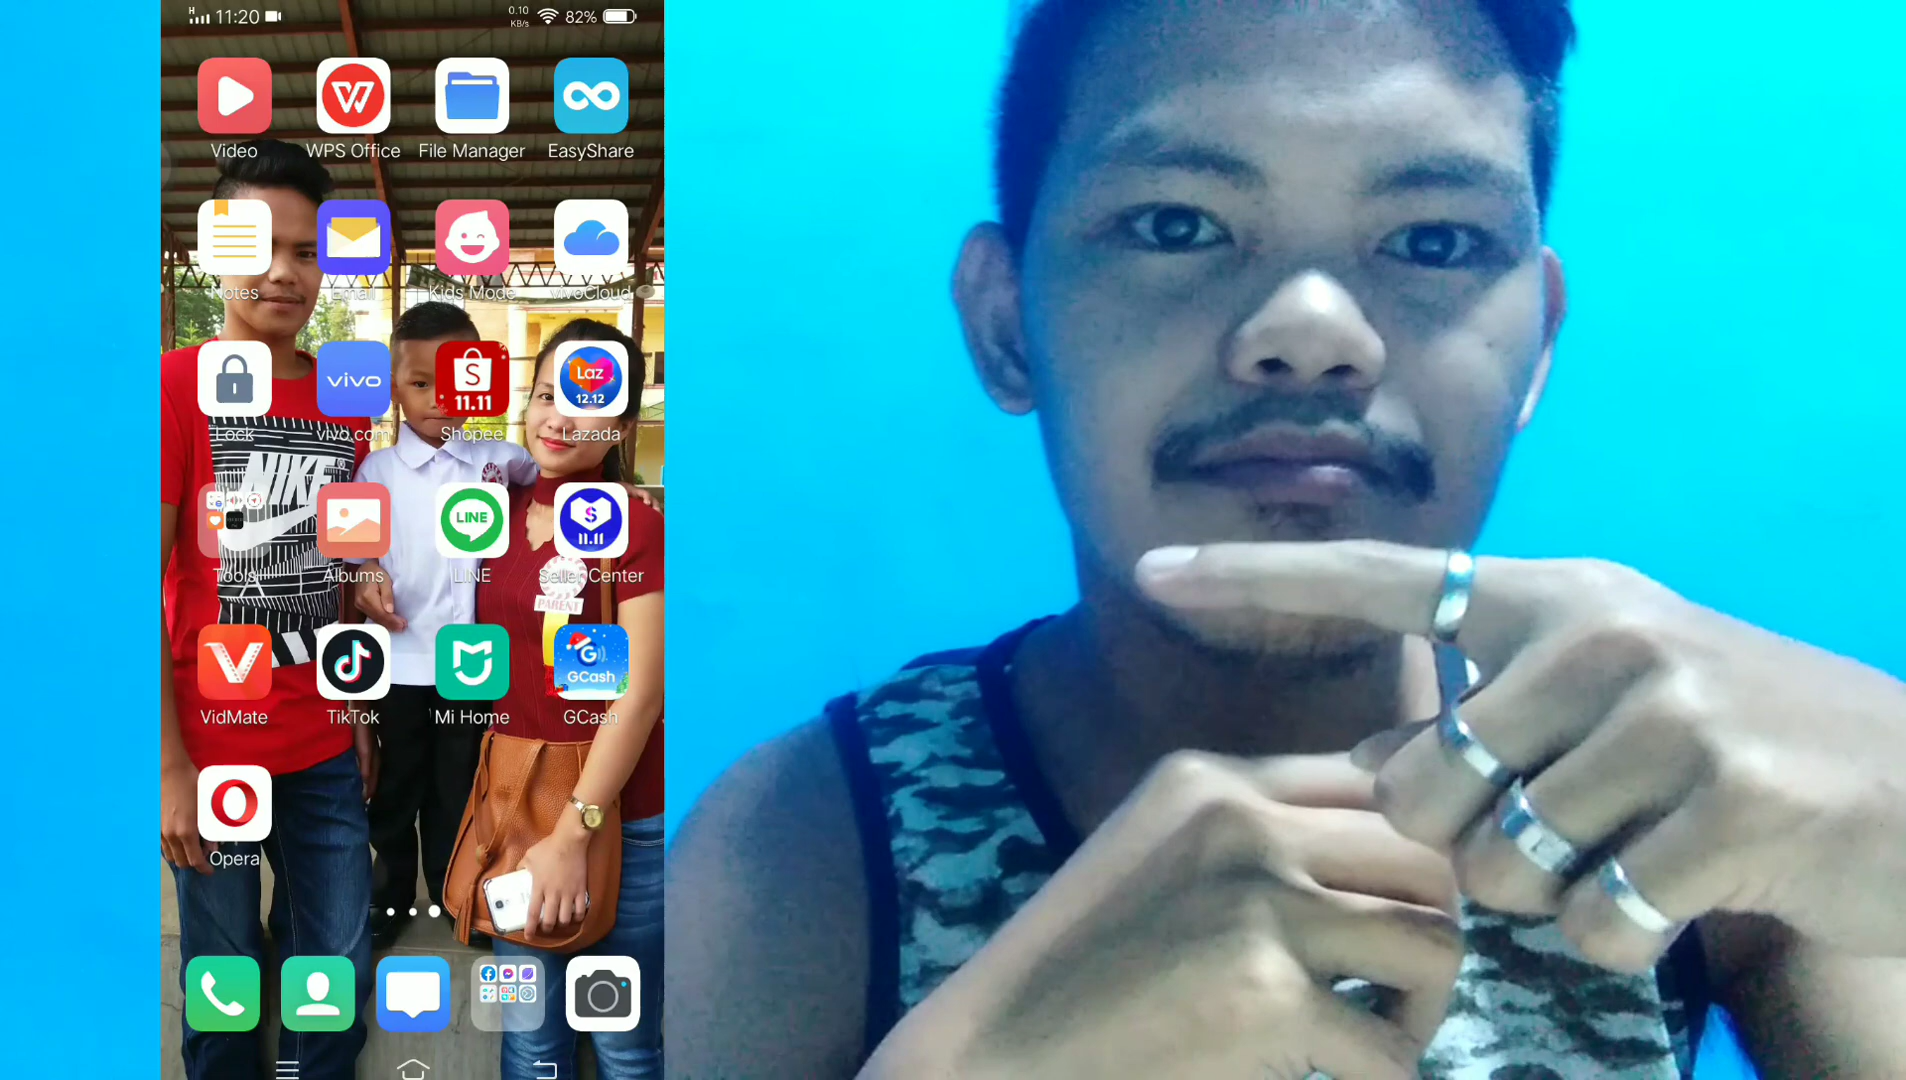 H 11:20 0.10 KB/s 82%
Video WPS Office File Manager EasyShare
Notes Email Kids Mode vivoCloud
vivo S 11.11 Laz 12.12
Lock vivo.com Shopee Lazada
NIKE
LINE $ 11.11
Tools Albums LINE Seller Center
PARENT
GCash
VidMate TikTok Mi Home GCash
Opera